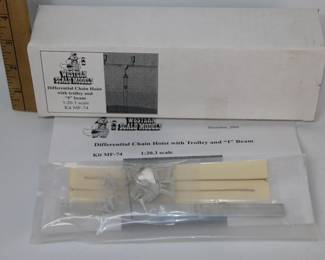 WESTERN
SCALE MODELS
Differential Chain Hoist
with trolley and
"I" Beam
1:20.3 scale
Kit MF-74
WESTERN
SCALE MODELS
Differential Chain Hoist with Trolley and "I" Beam
Kit MF-74 1:20.3 scale